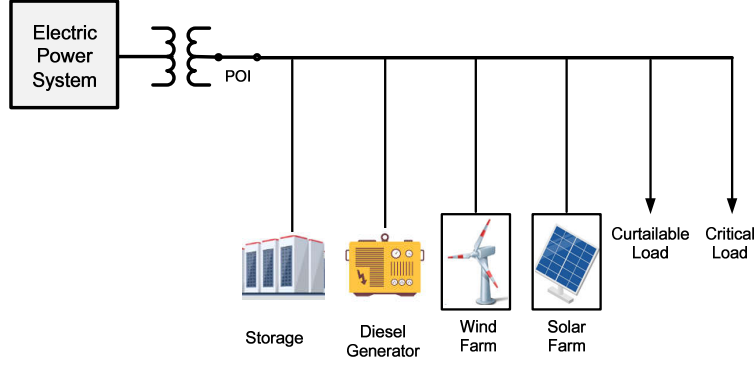 Electric
Power
System
POI
Curtailable
Load
Critical
Load
Storage
Diesel
Generator
Wind
Farm
Solar
Farm